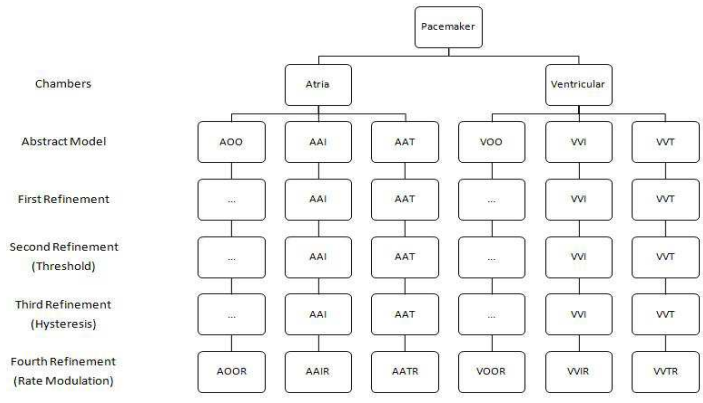 Pacemaker
Chambers Atria Ventricular
Abstract Model AOO AAI AAT VOO VVI VVT
First Refinement ... AAI AAT ... VVI VVT
Second Refinement
(Threshold) ... AAI AAT ... VVI VVT
Third Refinement
(Hysteresis) ... AAI AAT ... VVI VVT
Fourth Refinement
(Rate Modulation) AOOR AAIR AATR VOOR VVIR VVTR